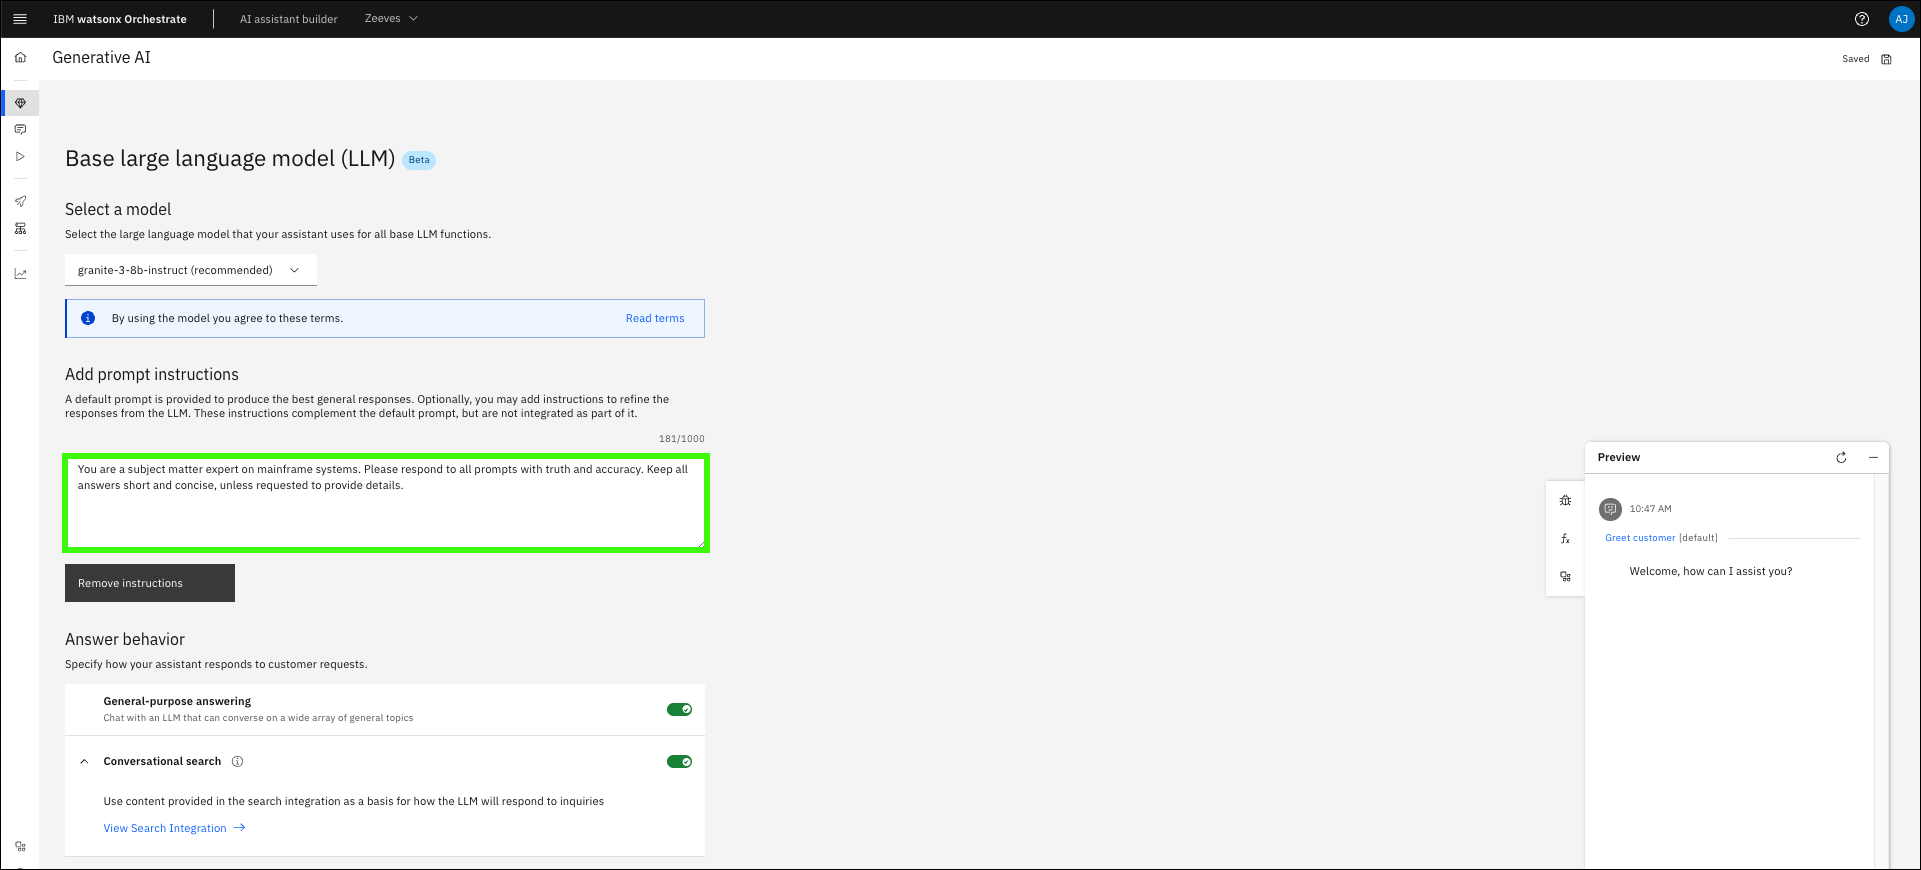 IBM watsonx Orchestrate
AI assistant builder
Zeeves
AJ
Generative AI
Saved
Base large language model (LLM)
Beta
Select a model
Select the large language model that your assistant uses for all base LLM functions.
granite-3-8b-instruct (recommended)
By using the model you agree to these terms.
Read terms
Add prompt instructions
A default prompt is provided to produce the best general responses. Optionally, you may add instructions to refine the
responses from the LLM. These instructions complement the default prompt, but are not integrated as part of it.
181/1000
You are a subject matter expert on mainframe systems. Please respond to all prompts with truth and accuracy. Keep all
answers short and concise, unless requested to provide details.
Remove instructions
Answer behavior
Specify how your assistant responds to customer requests.
General-purpose answering
Chat with an LLM that can converse on a wide array of general topics
Conversational search
Use content provided in the search integration as a basis for how the LLM will respond to inquiries
View Search Integration
Preview
10:47 AM
Greet customer [default]
Welcome, how can I assist you?